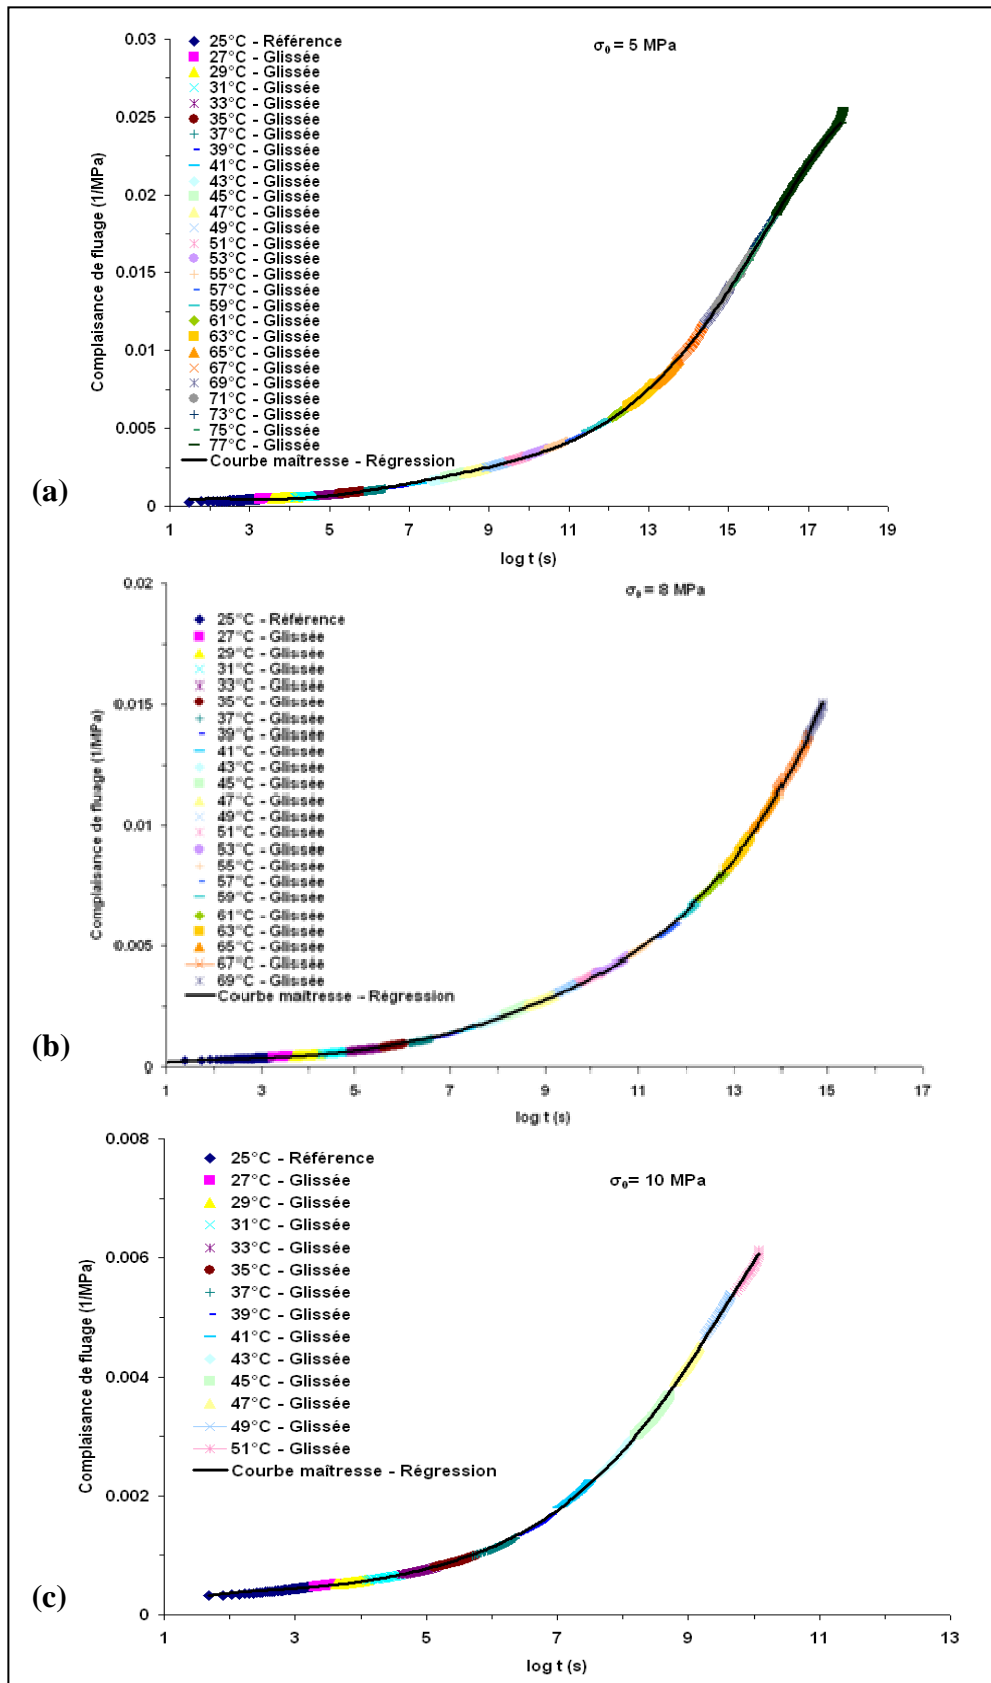 0.03
0.025
0.02
0.015
0.01
0.005
0
Complaisance de fluage (1/MPa)
σ₀ = 5 MPa
25°C - Référence
27°C - Glissée
29°C - Glissée
31°C - Glissée
33°C - Glissée
35°C - Glissée
37°C - Glissée
39°C - Glissée
41°C - Glissée
43°C - Glissée
45°C - Glissée
47°C - Glissée
49°C - Glissée
51°C - Glissée
53°C - Glissée
55°C - Glissée
57°C - Glissée
59°C - Glissée
61°C - Glissée
63°C - Glissée
65°C - Glissée
67°C - Glissée
69°C - Glissée
71°C - Glissée
73°C - Glissée
75°C - Glissée
77°C - Glissée
Courbe maîtresse - Régression
(a)
1 3 5 7 9 11 13 15 17 19
log t (s)
0.02
0.015
0.01
0.005
0
Complaisance de fluage (1/MPa)
σ₀ = 8 MPa
25°C - Référence
27°C - Glissée
29°C - Glissée
31°C - Glissée
33°C - Glissée
35°C - Glissée
37°C - Glissée
39°C - Glissée
41°C - Glissée
43°C - Glissée
45°C - Glissée
47°C - Glissée
49°C - Glissée
51°C - Glissée
53°C - Glissée
55°C - Glissée
57°C - Glissée
59°C - Glissée
61°C - Glissée
63°C - Glissée
65°C - Glissée
67°C - Glissée
69°C - Glissée
Courbe maîtresse - Régression
(b)
1 3 5 7 9 11 13 15 17
log t (s)
0.008
0.006
0.004
0.002
0
Complaisance de fluage (1/MPa)
σ₀= 10 MPa
25°C - Référence
27°C - Glissée
29°C - Glissée
31°C - Glissée
33°C - Glissée
35°C - Glissée
37°C - Glissée
39°C - Glissée
41°C - Glissée
43°C - Glissée
45°C - Glissée
47°C - Glissée
49°C - Glissée
51°C - Glissée
Courbe maîtresse - Régression
(c)
1 3 5 7 9 11 13
log t (s)